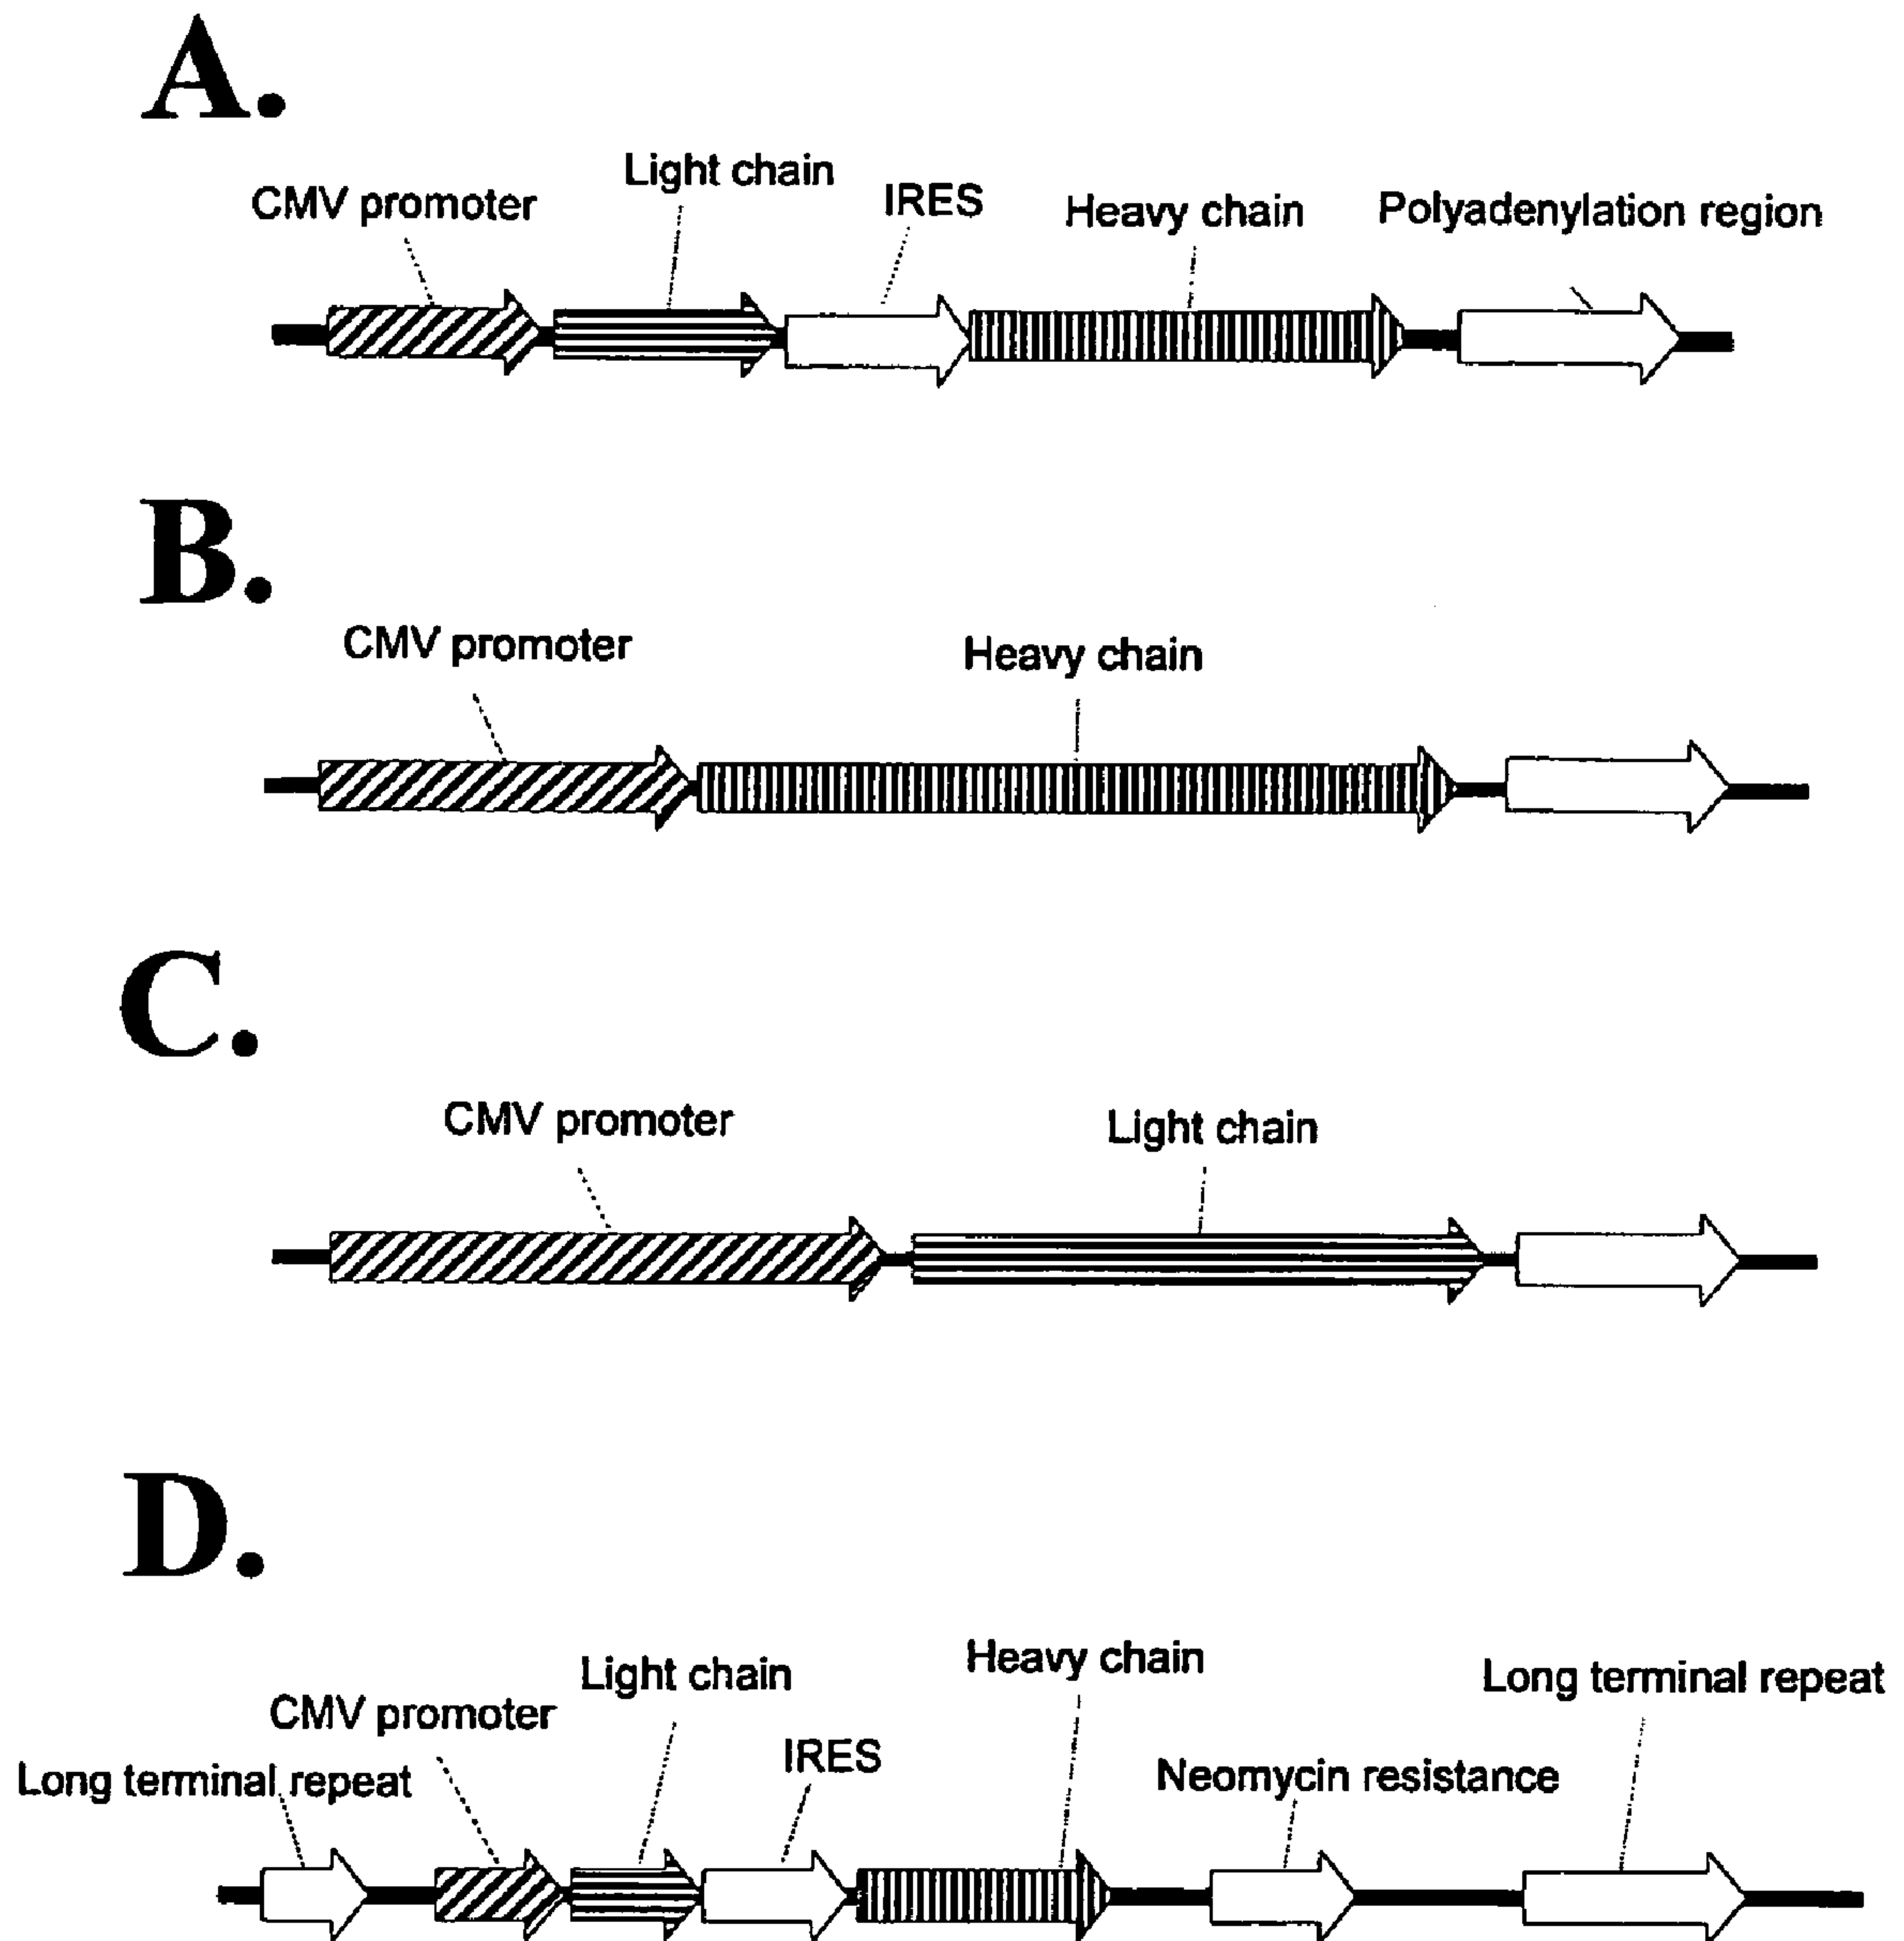 A.
CMV promoter
Light chain
IRES
Heavy chain
Polyadenylation region
B.
CMV promoter
Heavy chain
C.
CMV promoter
Light chain
D.
Long terminal repeat
CMV promoter
Light chain
IRES
Heavy chain
Neomycin resistance
Long terminal repeat